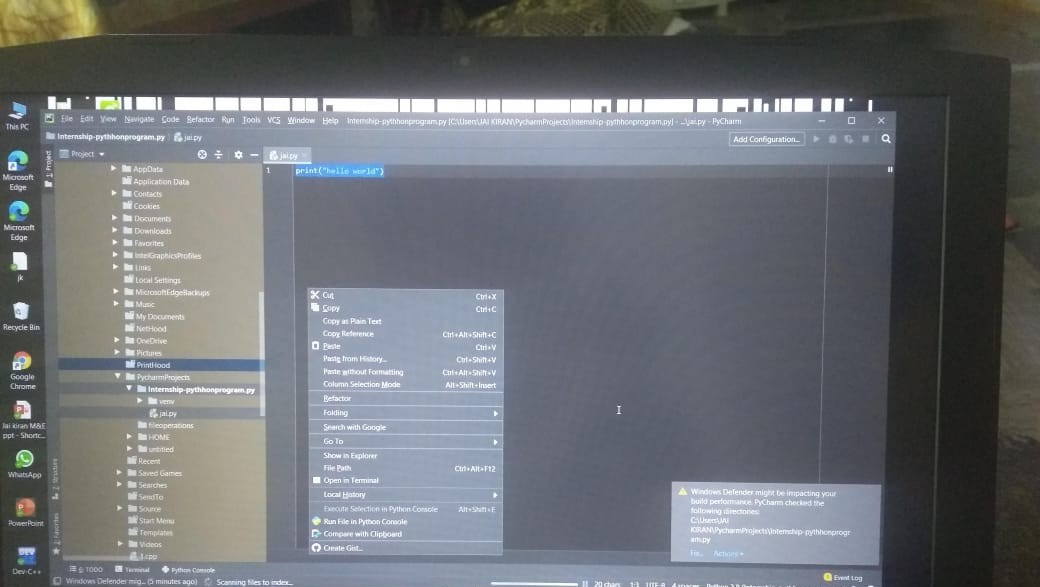 File Edit View Navigate Code Refactor Run Tools VCS Window Help Internship-pythhonprogram.py [C:\Users\JAI KIRAN\PycharmProjects\Internship-pythhonprogram.py] - ...\jai.py - PyCharm
Internship-pythhonprogram.py jai.py
Add Configuration...
Project
jai.py
1 print("hello world")
This PC
Microsoft
Edge
Microsoft
Edge
jk
Recycle Bin
Google
Chrome
Jai kiran M&E
ppt - Shortc...
WhatsApp
PowerPoint
Dev-C++
1: Project
Z: Structure
Favorites
AppData
Application Data
Contacts
Cookies
Documents
Downloads
Favorites
IntelGraphicsProfiles
Links
Local Settings
MicrosoftEdgeBackups
Music
My Documents
NetHood
OneDrive
Pictures
PrintHood
PycharmProjects
Internship-pythhonprogram.py
venv
jai.py
fileoperations
HOME
untitled
Recent
Saved Games
Searches
SendTo
Source
Start Menu
Templates
Videos
1.cpp
Cut Ctrl+X
Copy Ctrl+C
Copy as Plain Text
Copy Reference Ctrl+Alt+Shift+C
Paste Ctrl+V
Paste from History... Ctrl+Shift+V
Paste without Formatting Ctrl+Alt+Shift+V
Column Selection Mode Alt+Shift+Insert
Refactor
Folding
Search with Google
Go To
Show in Explorer
File Path Ctrl+Alt+F12
Open in Terminal
Local History
Execute Selection in Python Console Alt+Shift+E
Run File in Python Console
Compare with Clipboard
Create Gist...
Windows Defender might be impacting your
build performance. PyCharm checked the
following directories:
C:\Users\JAI
KIRAN\PycharmProjects\Internship-pythhonprogr
am.py
Fix... Actions
6: TODO Terminal Python Console
Event Log
Windows Defender mig... (5 minutes ago) Scanning files to index...
20 chars 1:3 UTF-8 4 spaces